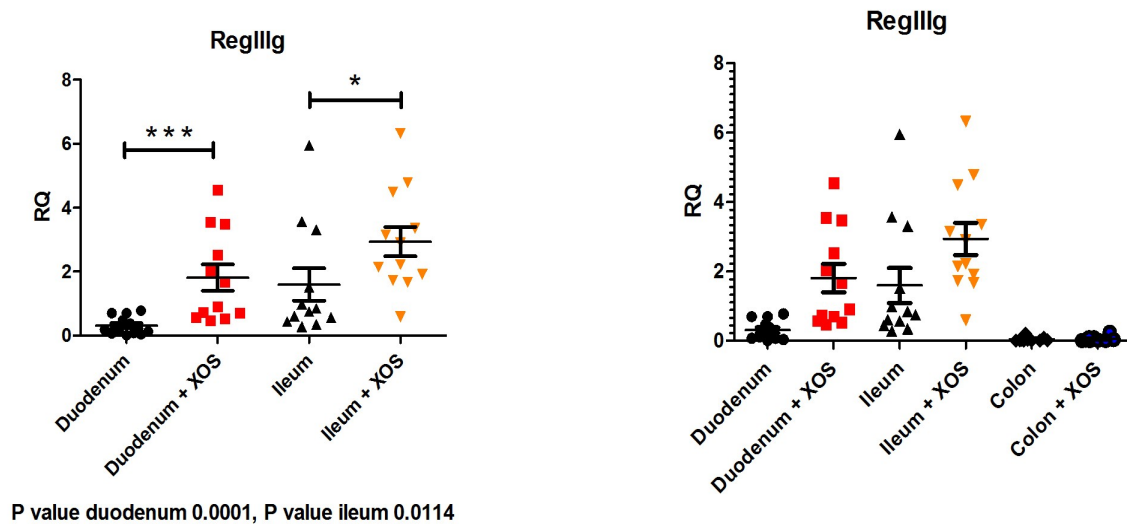 RegIIIg
8
6
4
2
0
RQ
***
*
Duodenum
Duodenum + XOS
Ileum
Ileum + XOS
P value duodenum 0.0001, P value ileum 0.0114
RegIIIg
8
6
4
2
0
RQ
Duodenum
Duodenum + XOS
Ileum
Ileum + XOS
Colon
Colon + XOS